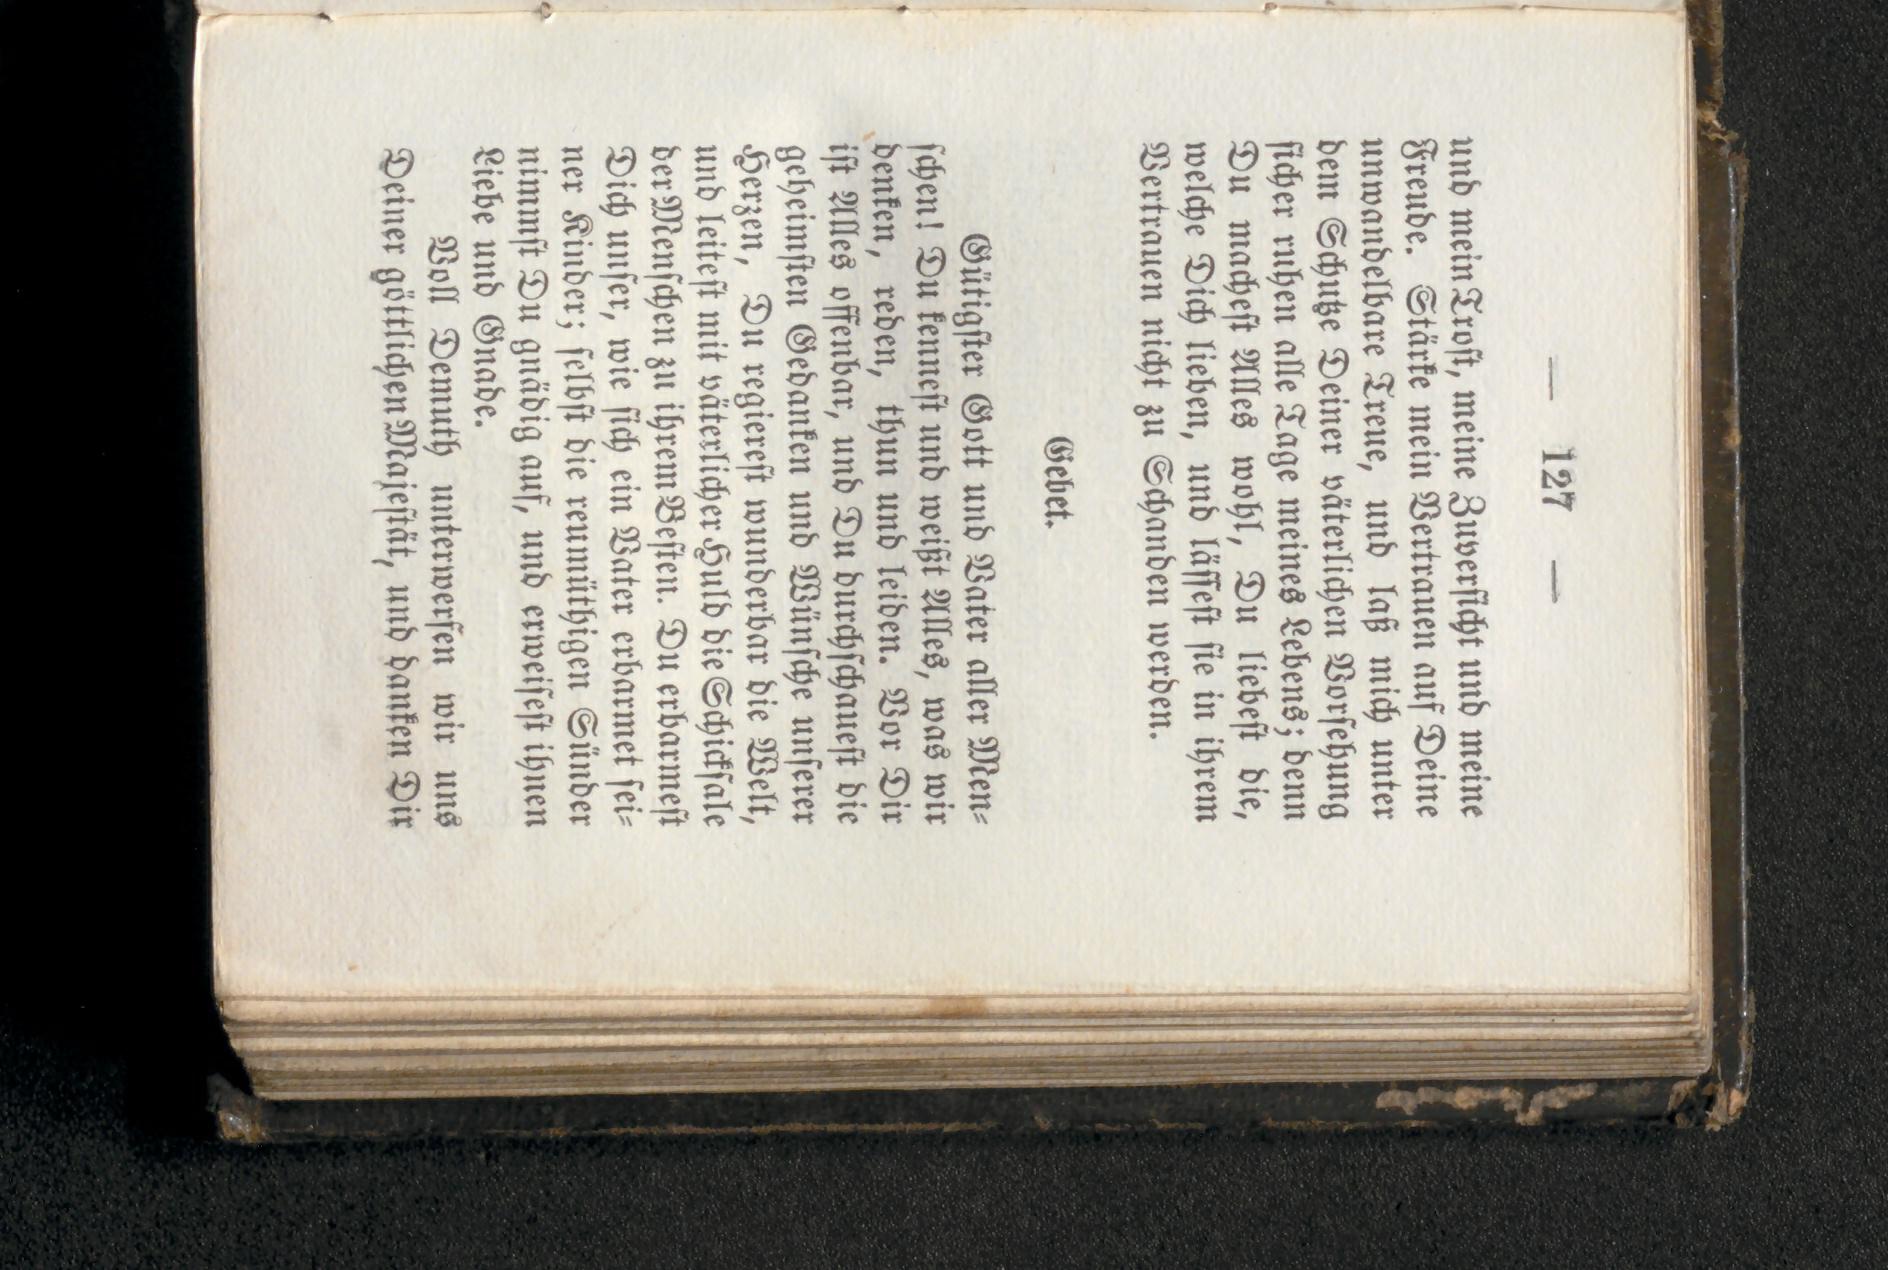 — 127 —
und mein Trost, meine Zuversicht und meine
Freude. Stärke mein Vertrauen auf Deine
unwandelbare Treue, und laß mich unter
dem Schutze Deiner väterlichen Vorsehung
sicher ruhen alle Tage meines Lebens; denn
Du machest Alles wohl, Du liebest die,
welche Dich lieben, und lässest sie in ihrem
Vertrauen nicht zu Schanden werden.
Gebet.
Gütigster Gott und Vater aller Men-
schen! Du kennest und weißt Alles, was wir
denken, reden, thun und leiden. Vor Dir
ist Alles offenbar, und Du durchschauest die
geheimsten Gedanken und Wünsche unserer
Herzen, Du regierest wunderbar die Welt,
und leitest mit väterlicher Huld die Schicksale
der Menschen zu ihrem Besten. Du erbarmest
Dich unser, wie sich ein Vater erbarmet sei-
ner Kinder; selbst die reumüthigen Sünder
nimmst Du gnädig auf, und erweisest ihnen
Liebe und Gnade.
Voll Demuth unterwerfen wir uns
Deiner göttlichen Majestät, und danken Dir